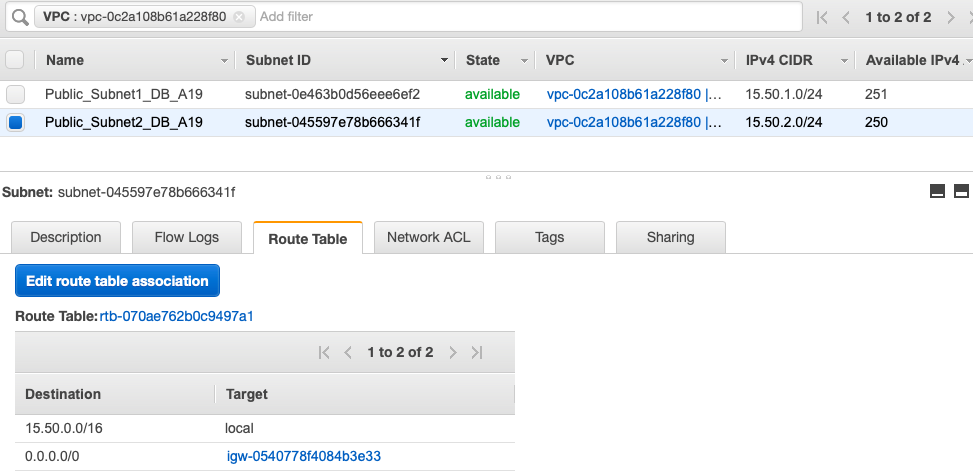 VPC : vpc-0c2a108b61a228f80 Add filter 1 to 2 of 2
Name Subnet ID State VPC IPv4 CIDR Available IPv4
Public_Subnet1_DB_A19 subnet-0e463b0d56eee6ef2 available vpc-0c2a108b61a228f80 |... 15.50.1.0/24 251
Public_Subnet2_DB_A19 subnet-045597e78b666341f available vpc-0c2a108b61a228f80 |... 15.50.2.0/24 250
Subnet: subnet-045597e78b666341f
Description Flow Logs Route Table Network ACL Tags Sharing
Edit route table association
Route Table: rtb-070ae762b0c9497a1
1 to 2 of 2
Destination Target
15.50.0.0/16 local
0.0.0.0/0 igw-0540778f4084b3e33